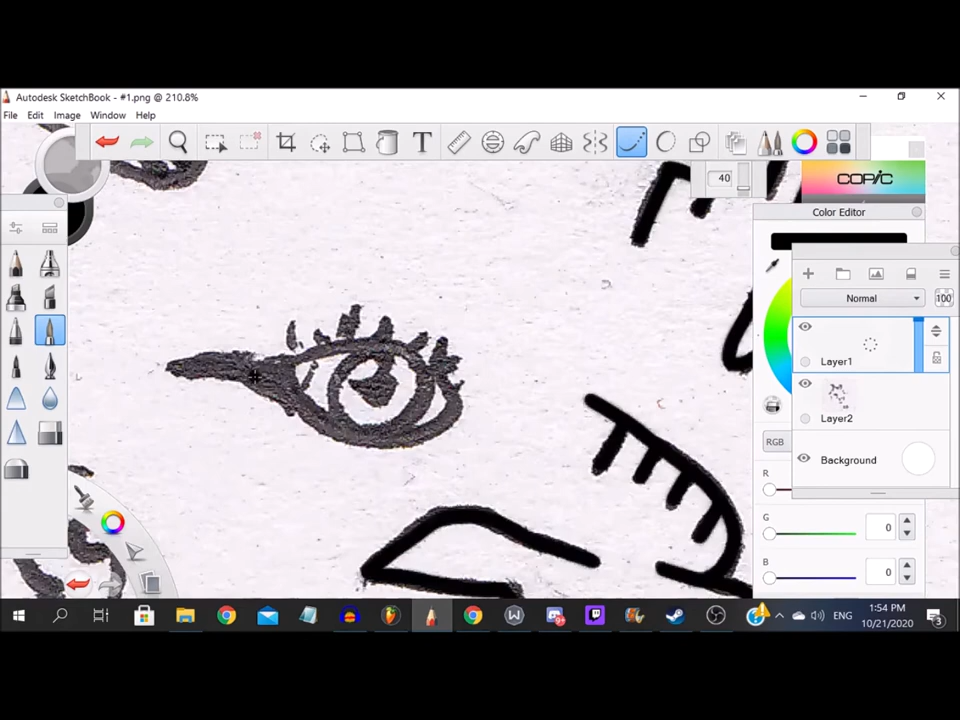 Autodesk SketchBook - #1.png @ 210.8%
File Edit Image Window Help
T
40
COPIC
Color Editor
Normal 100
Layer1
Layer2
RGB
Background
R
G 0
B 0
ENG
1:54 PM
10/21/2020
3